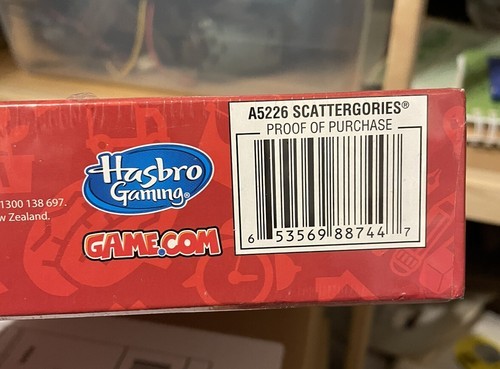 1300 138 697.
w Zealand.
Hasbro
Gaming®
GAME.COM
A5226 SCATTERGORIES®
PROOF OF PURCHASE
6 53569 88744 7